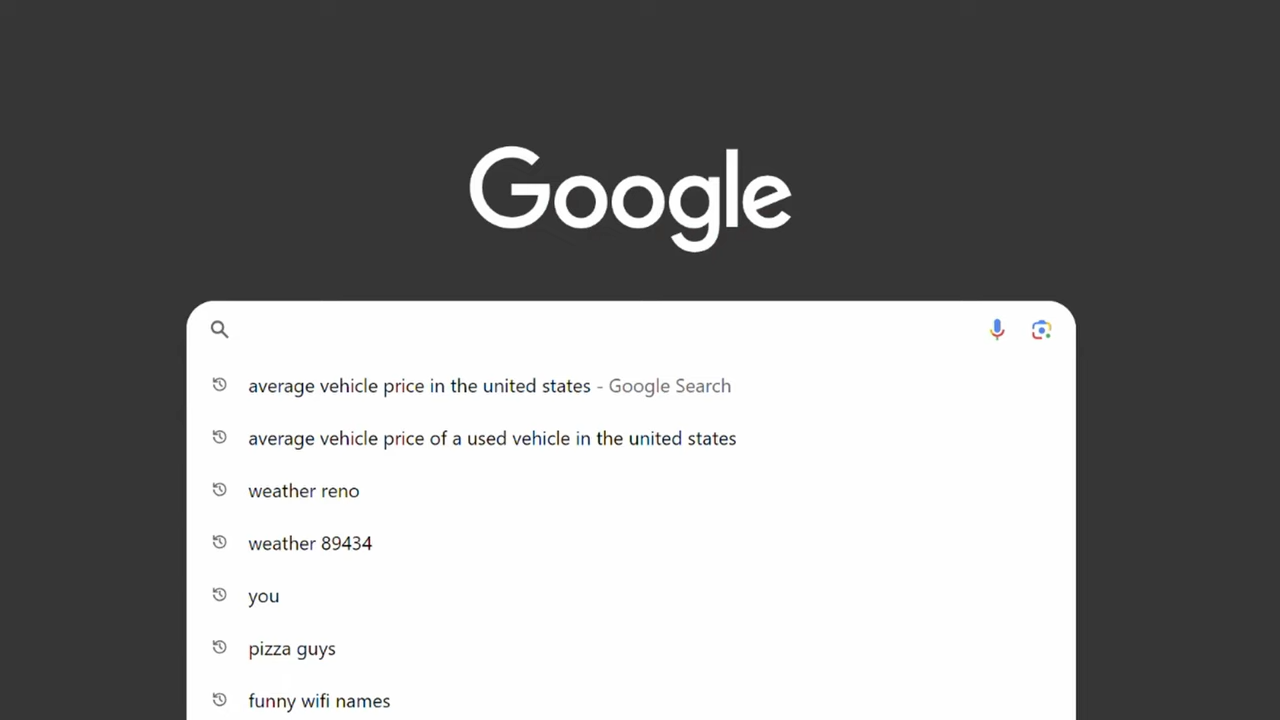 Google
average vehicle price in the united states - Google Search
average vehicle price of a used vehicle in the united states
weather reno
weather 89434
you
pizza guys
funny wifi names